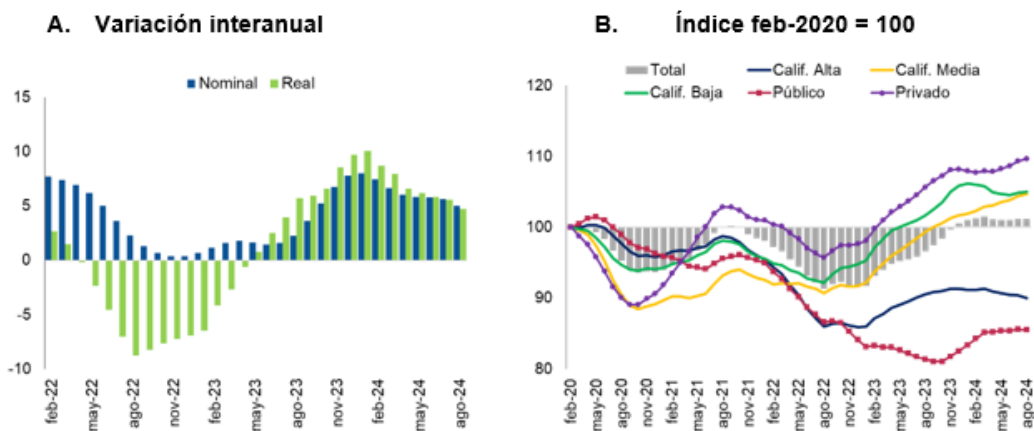 A. Variación interanual
Nominal Real
15
10
5
0
-5
-10
feb-22
may-22
ago-22
nov-22
feb-23
may-23
ago-23
nov-23
feb-24
may-24
ago-24
B. Índice feb-2020 = 100
Total Calif. Alta Calif. Media
Calif. Baja Público Privado
120
110
100
90
80
feb-20
may-20
ago-20
nov-20
feb-21
may-21
ago-21
nov-21
feb-22
may-22
ago-22
nov-22
feb-23
may-23
ago-23
nov-23
feb-24
may-24
ago-24